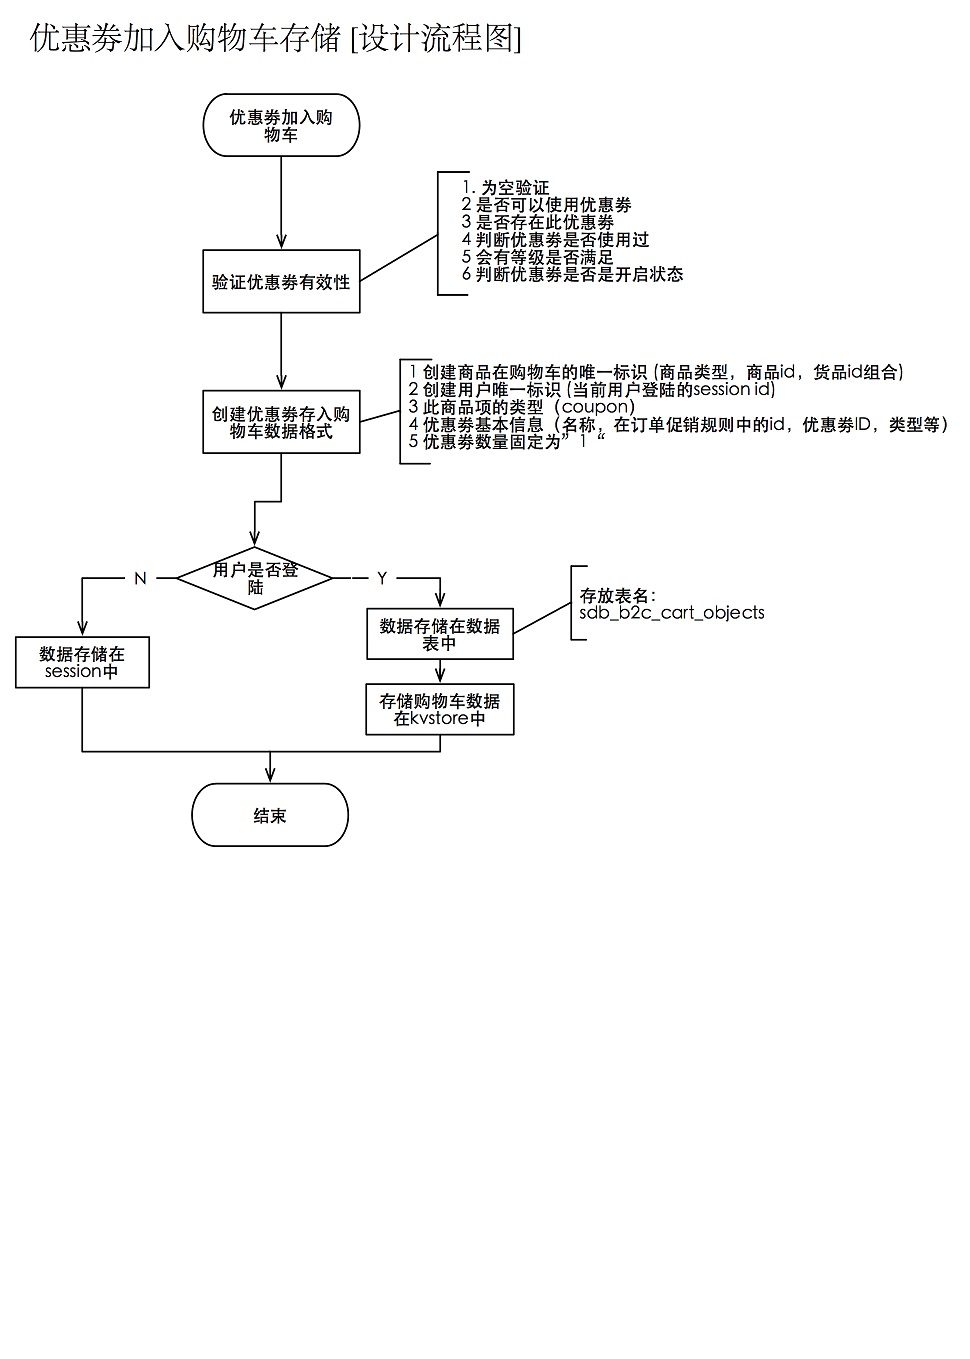 优惠劵加入购物车存储 [设计流程图]
优惠劵加入购
物车
1. 为空验证
2 是否可以使用优惠劵
3 是否存在此优惠劵
4 判断优惠劵是否使用过
5 会有等级是否满足
6 判断优惠劵是否是开启状态
验证优惠劵有效性
1 创建商品在购物车的唯一标识 (商品类型，商品id，货品id组合)
2 创建用户唯一标识 (当前用户登陆的session id)
3 此商品项的类型（coupon）
4 优惠劵基本信息（名称，在订单促销规则中的id，优惠劵ID，类型等）
5 优惠劵数量固定为” 1 “
创建优惠劵存入购
物车数据格式
用户是否登
陆
N
Y
存放表名：
sdb_b2c_cart_objects
数据存储在数据
表中
数据存储在
session中
存储购物车数据
在kvstore中
结束